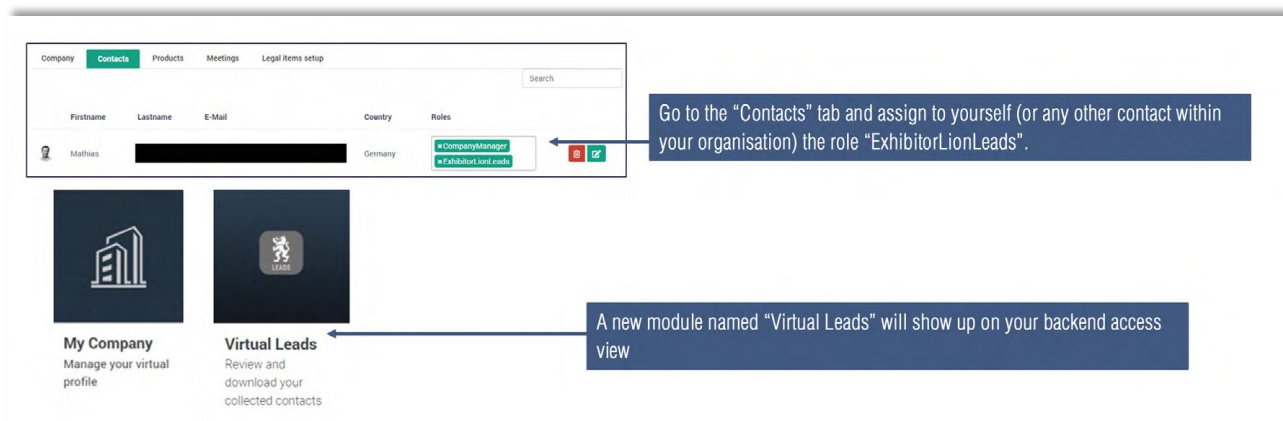 Company Contacts Products Meetings Legal items setup
Search
Firstname Lastname E-Mail Country Roles
Mathias Germany ×CompanyManager
×ExhibitorLionLeads
Go to the “Contacts” tab and assign to yourself (or any other contact within
your organisation) the role “ExhibitorLionLeads”.
LEADS
My Company
Manage your virtual
profile
Virtual Leads
Review and
download your
collected contacts
A new module named “Virtual Leads” will show up on your backend access
view